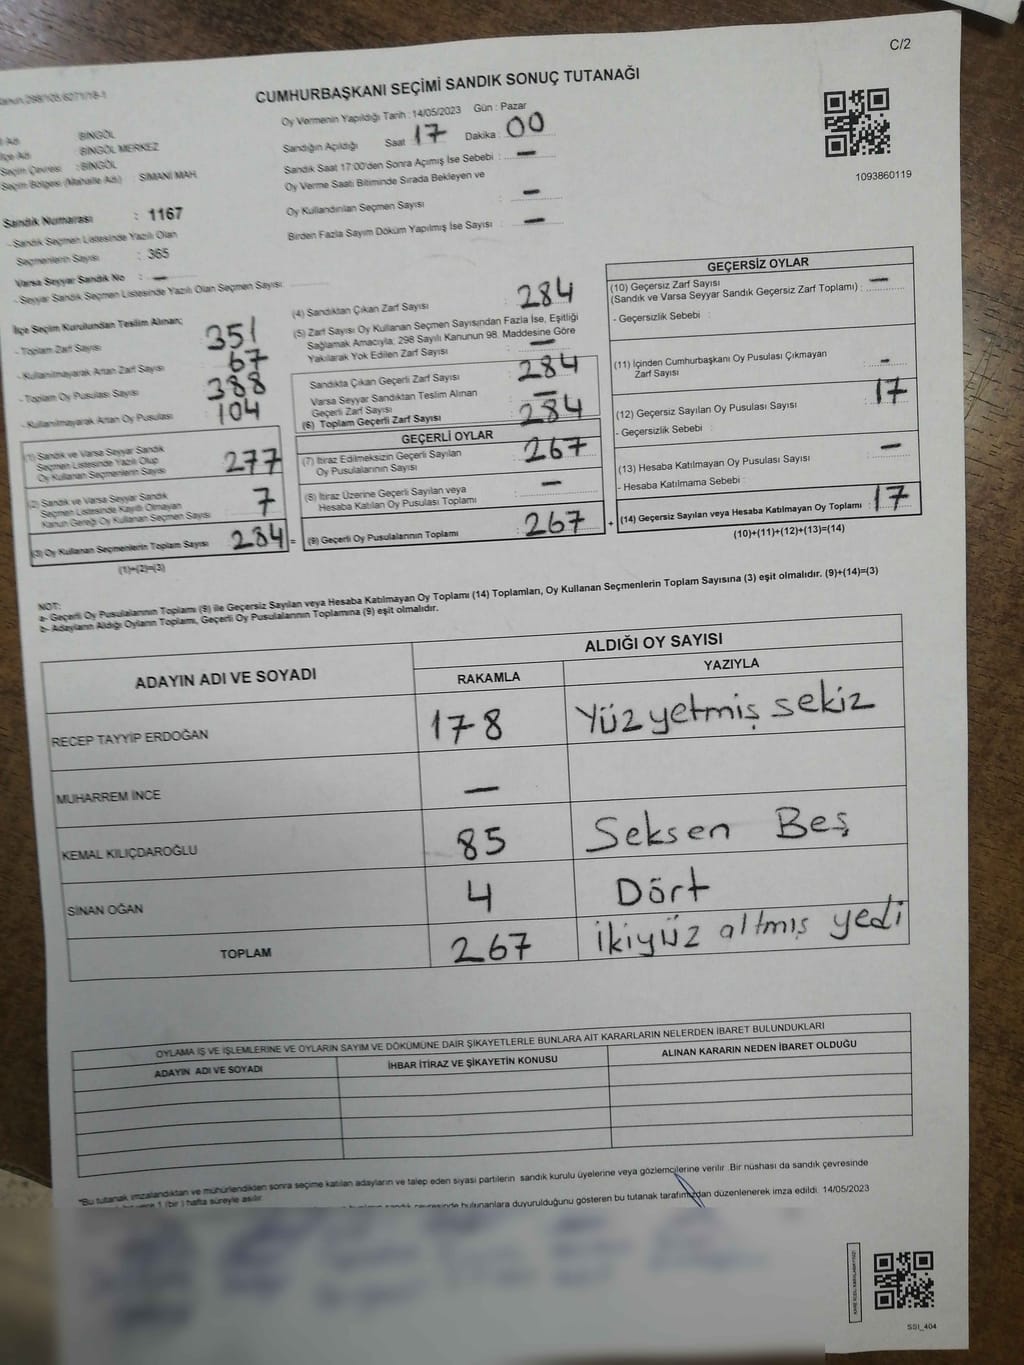 C/2
CUMHURBAŞKANI SEÇİMİ SANDIK SONUÇ TUTANAĞI
Oy Vermenin Yapıldığı Tarih : 14/05/2023 Gün : Pazar
Sandığın Açıldığı Saat 17 Dakika : 00
Sandık Saat 17:00'den Sonra Açımış İse Sebebi : —
Oy Verme Saati Bitiminde Sırada Bekleyen ve
Oy Kullandırılan Seçmen Sayısı : —
Birden Fazla Sayım Döküm Yapılmış İse Sayısı : —
1093860119
: BİNGÖL
: BİNGÖL MERKEZ
Seçim Çevresi : BİNGÖL
Seçim Bölgesi (Mahalle Adı) : SİMANİ MAH.
Sandık Numarası : 1167
- Sandık Seçmen Listesinde Yazılı Olan
Seçmenlerin Sayısı : 365
Varsa Seyyar Sandık No : —
- Seyyar Sandık Seçmen Listesinde Yazılı Olan Seçmen Sayısı:
İlçe Seçim Kurulundan Teslim Alınan;
- Toplam Zarf Sayısı 351
- Kullanılmayarak Artan Zarf Sayısı 67
- Toplam Oy Pusulası Sayısı 388
- Kullanılmayarak Artan Oy Pusulası 104
(1) Sandık ve Varsa Seyyar Sandık
Seçmen Listesinde Yazılı Olup
Oy Kullanan Seçmenlerin Sayısı 277
(2) Sandık ve Varsa Seyyar Sandık
Seçmen Listesinde Kayıtlı Olmayan
Kanun Gereği Oy Kullanan Seçmen Sayısı : 7
(3) Oy Kullanan Seçmenlerin Toplam Sayısı 284 =
(1)+(2)=(3)
(4) Sandıktan Çıkan Zarf Sayısı : 284
(5) Zarf Sayısı Oy Kullanan Seçmen Sayısından Fazla İse, Eşitliği
Sağlamak Amacıyla; 298 Sayılı Kanunun 98. Maddesine Göre
Yakılarak Yok Edilen Zarf Sayısı : —
Sandıkta Çıkan Geçerli Zarf Sayısı : 284
Varsa Seyyar Sandıktan Teslim Alınan
Geçerli Zarf Sayısı : —
(6) Toplam Geçerli Zarf Sayısı : 284
GEÇERLİ OYLAR
(7) İtiraz Edilmeksizin Geçerli Sayılan
Oy Pusulalarının Sayısı : 267
(8) İtiraz Üzerine Geçerli Sayılan veya
Hesaba Katılan Oy Pusulası Toplamı : —
(9) Geçerli Oy Pusulalarının Toplamı : 267 +
GEÇERSİZ OYLAR
(10) Geçersiz Zarf Sayısı
(Sandık ve Varsa Seyyar Sandık Geçersiz Zarf Toplamı) : —
- Geçersizlik Sebebi :
(11) İçinden Cumhurbaşkanı Oy Pusulası Çıkmayan
Zarf Sayısı : -
(12) Geçersiz Sayılan Oy Pusulası Sayısı : 17
- Geçersizlik Sebebi :
(13) Hesaba Katılmayan Oy Pusulası Sayısı : —
- Hesaba Katılmama Sebebi :
(14) Geçersiz Sayılan veya Hesaba Katılmayan Oy Toplamı : 17
(10)+(11)+(12)+(13)=(14)
NOT:
a- Geçerli Oy Pusulalarının Toplamı (9) ile Geçersiz Sayılan veya Hesaba Katılmayan Oy Toplamı (14) Toplamları, Oy Kullanan Seçmenlerin Toplam Sayısına (3) eşit olmalıdır. (9)+(14)=(3)
b- Adayların Aldığı Oyların Toplamı, Geçerli Oy Pusulalarının Toplamına (9) eşit olmalıdır.
ADAYIN ADI VE SOYADI ALDIĞI OY SAYISI
RAKAMLA YAZIYLA
RECEP TAYYİP ERDOĞAN 178 Yüz yetmiş sekiz
MUHARREM İNCE —
KEMAL KILIÇDAROĞLU 85 Seksen Beş
SİNAN OĞAN 4 Dört
TOPLAM 267 ikiyüz altmış yedi
OYLAMA İŞ VE İŞLEMLERİNE VE OYLARIN SAYIM VE DÖKÜMÜNE DAİR ŞİKAYETLERLE BUNLARA AİT KARARLARIN NELERDEN İBARET BULUNDUKLARI
ADAYIN ADI VE SOYADI İHBAR İTİRAZ VE ŞİKAYETİN KONUSU ALINAN KARARIN NEDEN İBARET OLDUĞU
*Bu tutanak imzalandıktan ve mühürlendikten sonra seçime katılan adayların ve talep eden siyasi partilerin sandık kurulu üyelerine veya gözlemcilerine verilir. Bir nüshası da sandık çevresinde
1 (bir ) hafta süreyle asılır.
bulunanlara duyurulduğunu gösteren bu tutanak tarafımızdan düzenlenerek imza edildi. 14/05/2023
SSI_404